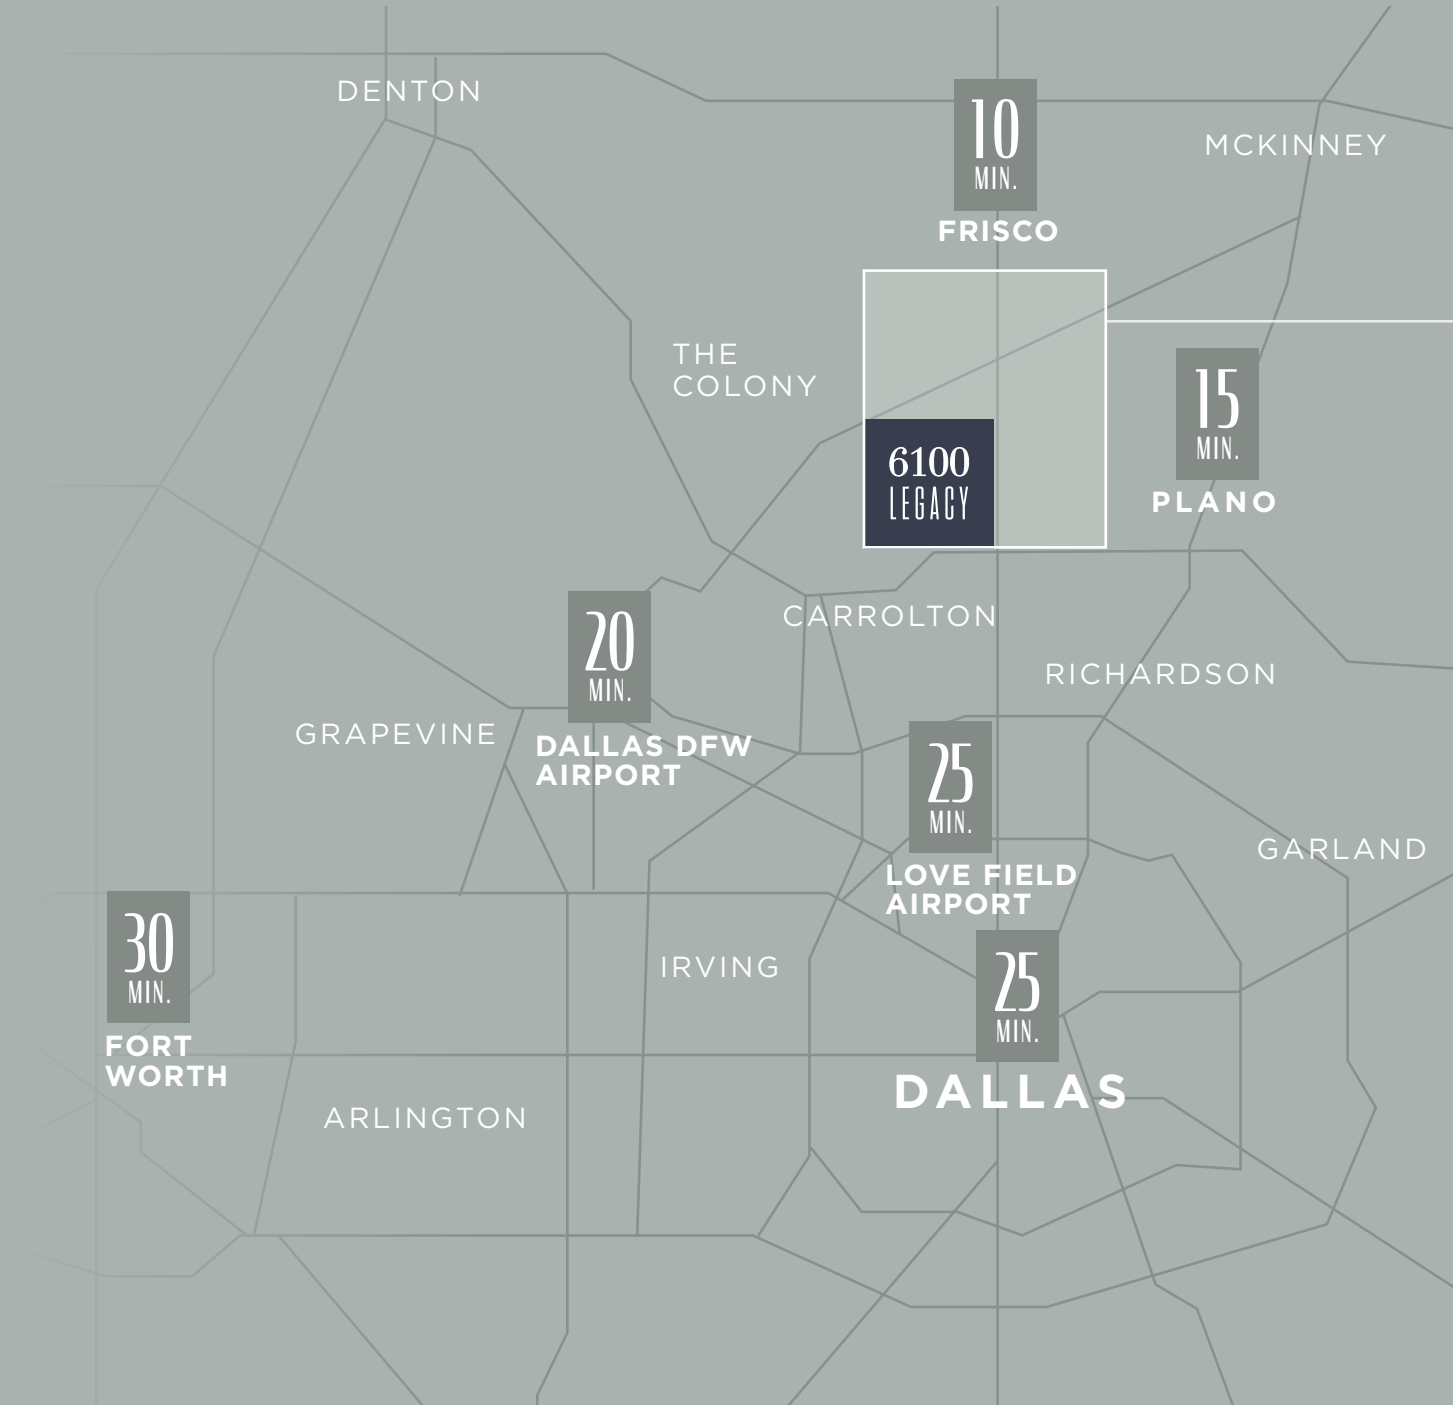 DENTON
10
MIN.
FRISCO
MCKINNEY
THE
COLONY
15
MIN.
PLANO
6100
LEGACY
20
MIN.
DALLAS DFW
AIRPORT
CARROLTON
RICHARDSON
GRAPEVINE
25
MIN.
LOVE FIELD
AIRPORT
GARLAND
30
MIN.
FORT
WORTH
IRVING
25
MIN.
DALLAS
ARLINGTON